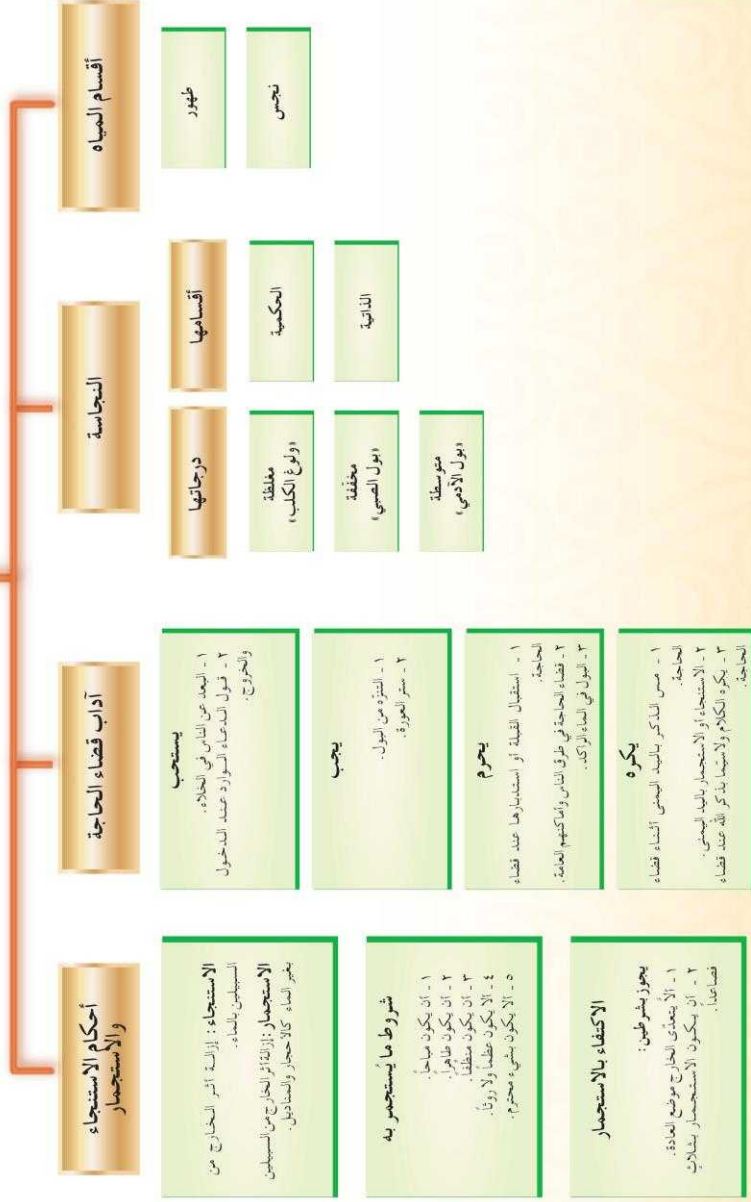 أقسام المياه
طهور
نجس
النجاسة
أقسامها
الحكمية
الذاتية
درجاتها
مغلظة
«ولوغ الكلب»
مخففة
«بول الصبي»
متوسطة
«بول الآدمي»
آداب قضاء الحاجة
يستحب
١ - البعد عن الناس في الخلاء.
٢ - قول الدعاء الوارد عند الدخول
والخروج.
يجب
١ - التنزه من البول.
٢ - ستر العورة.
يحرم
١ - استقبال القبلة أو استدبارها عند قضاء
الحاجة.
٢ - قضاء الحاجة في طرق الناس وأماكنهم العامة.
٣ - البول في الماء الراكد.
يكره
١ - مس الذكر باليد اليمنى أثناء قضاء
الحاجة.
٢ - الاستنجاء أو الاستجمار باليد اليمنى.
٣ - يكره الكلام ولاسيما بذكر الله عند قضاء
الحاجة.
أحكام الاستنجاء
والاستجمار
الاستنجاء: إزالة أثر الخارج من
السبيلين بالماء.
الاستجمار: إزالة أثر الخارج من السبيلين
بغير الماء كالأحجار والمناديل.
شروط ما يُستجمر به
١ - أن يكون مباحاً.
٢ - أن يكون طاهراً.
٣ - أن يكون منظفاً.
٤ - ألا يكون عظماً ولا روثاً.
٥ - ألا يكون بشيء محترم.
الاكتفاء بالاستجمار
يجوز بشرطين:
١ - ألاَّ يتعدَّى الخارج موضع العادة.
٢ - أن يكون الاستجمار بثلاثٍ
فصاعداً.